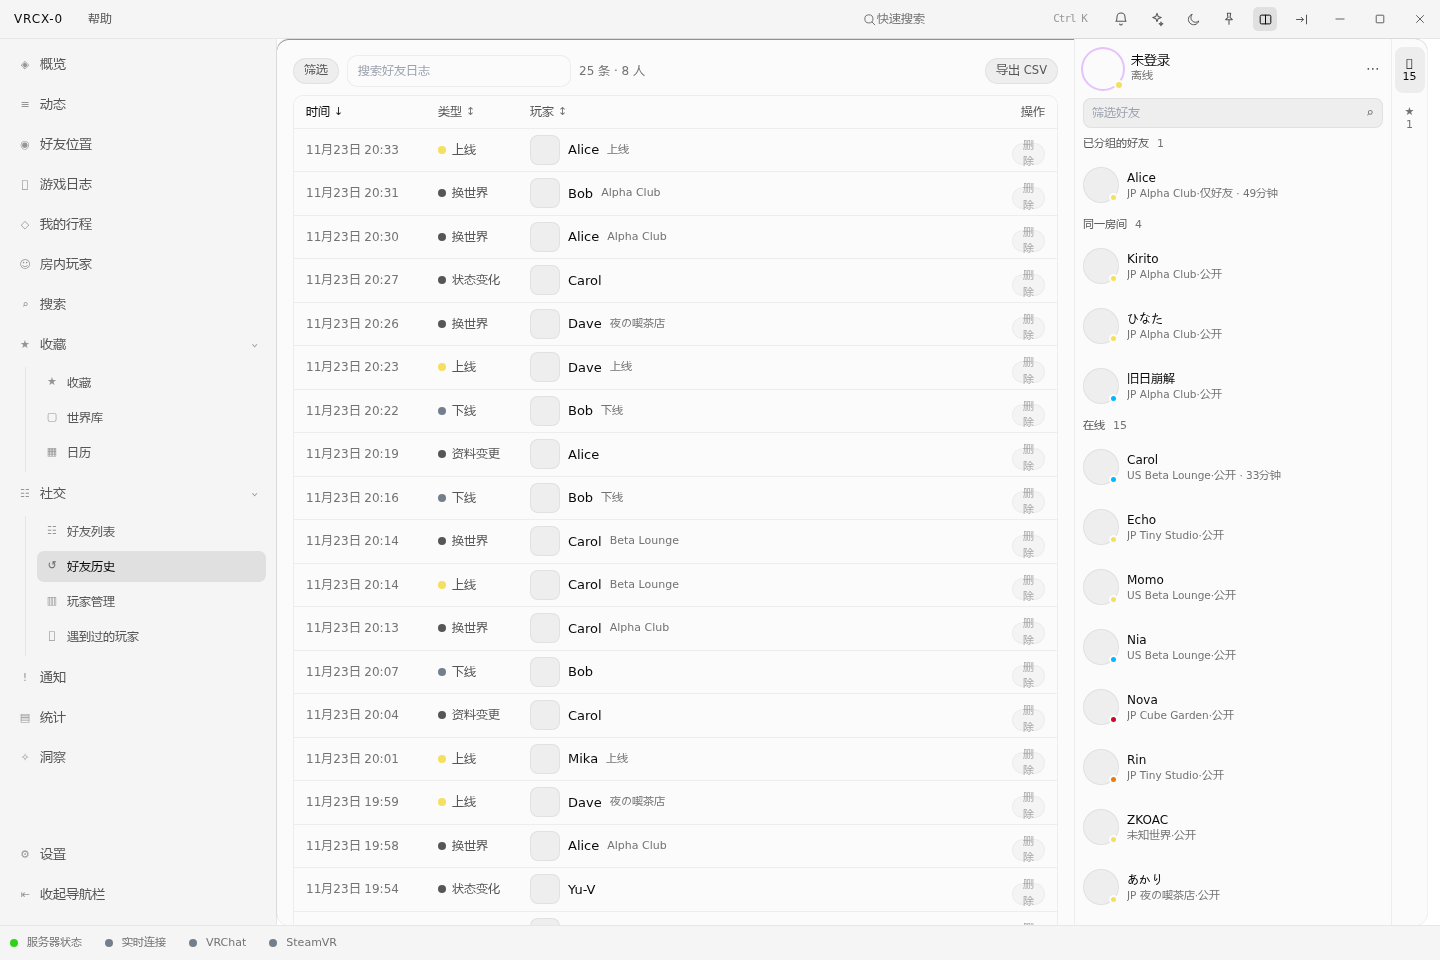 VRCX-0
帮助
快速搜索
Ctrl K
概览
动态
好友位置
游戏日志
我的行程
房内玩家
搜索
收藏
收藏
世界库
日历
社交
好友列表
好友历史
玩家管理
遇到过的玩家
通知
统计
洞察
设置
收起导航栏
筛选
搜索好友日志
25 条 · 8 人
导出 CSV
时间 ↓ 类型 ↕ 玩家 ↕ 操作
11月23日 20:33 上线 Alice 上线 删除
11月23日 20:31 换世界 Bob Alpha Club 删除
11月23日 20:30 换世界 Alice Alpha Club 删除
11月23日 20:27 状态变化 Carol 删除
11月23日 20:26 换世界 Dave 夜の喫茶店 删除
11月23日 20:23 上线 Dave 上线 删除
11月23日 20:22 下线 Bob 下线 删除
11月23日 20:19 资料变更 Alice 删除
11月23日 20:16 下线 Bob 下线 删除
11月23日 20:14 换世界 Carol Beta Lounge 删除
11月23日 20:14 上线 Carol Beta Lounge 删除
11月23日 20:13 换世界 Carol Alpha Club 删除
11月23日 20:07 下线 Bob 删除
11月23日 20:04 资料变更 Carol 删除
11月23日 20:01 上线 Mika 上线 删除
11月23日 19:59 上线 Dave 夜の喫茶店 删除
11月23日 19:58 换世界 Alice Alpha Club 删除
11月23日 19:54 状态变化 Yu-V 删除
未登录
离线
···
筛选好友
已分组的好友 1
Alice
JP Alpha Club·仅好友 · 49分钟
同一房间 4
Kirito
JP Alpha Club·公开
ひなた
JP Alpha Club·公开
旧日崩解
JP Alpha Club·公开
在线 15
Carol
US Beta Lounge·公开 · 33分钟
Echo
JP Tiny Studio·公开
Momo
US Beta Lounge·公开
Nia
US Beta Lounge·公开
Nova
JP Cube Garden·公开
Rin
JP Tiny Studio·公开
ZKOAC
未知世界·公开
あかり
JP 夜の喫茶店·公开
15
★
1
服务器状态
实时连接
VRChat
SteamVR